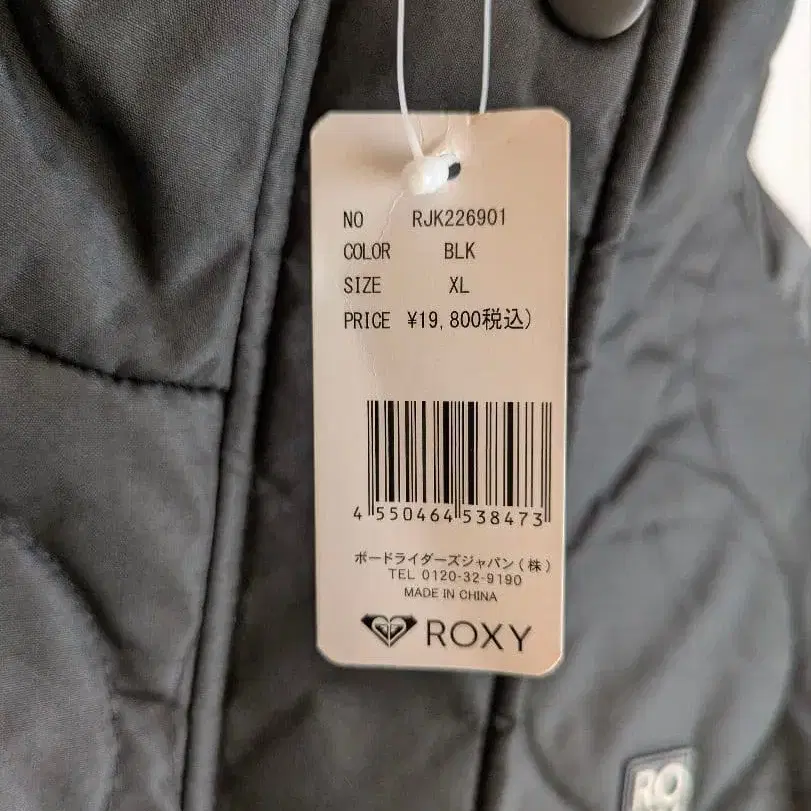 NO RJK226901
COLOR BLK
SIZE XL
PRICE ¥19,800税込)
4 550464 538473
ボードライダーズジャパン(株)
TEL 0120-32-9190
MADE IN CHINA
ROXY
RO